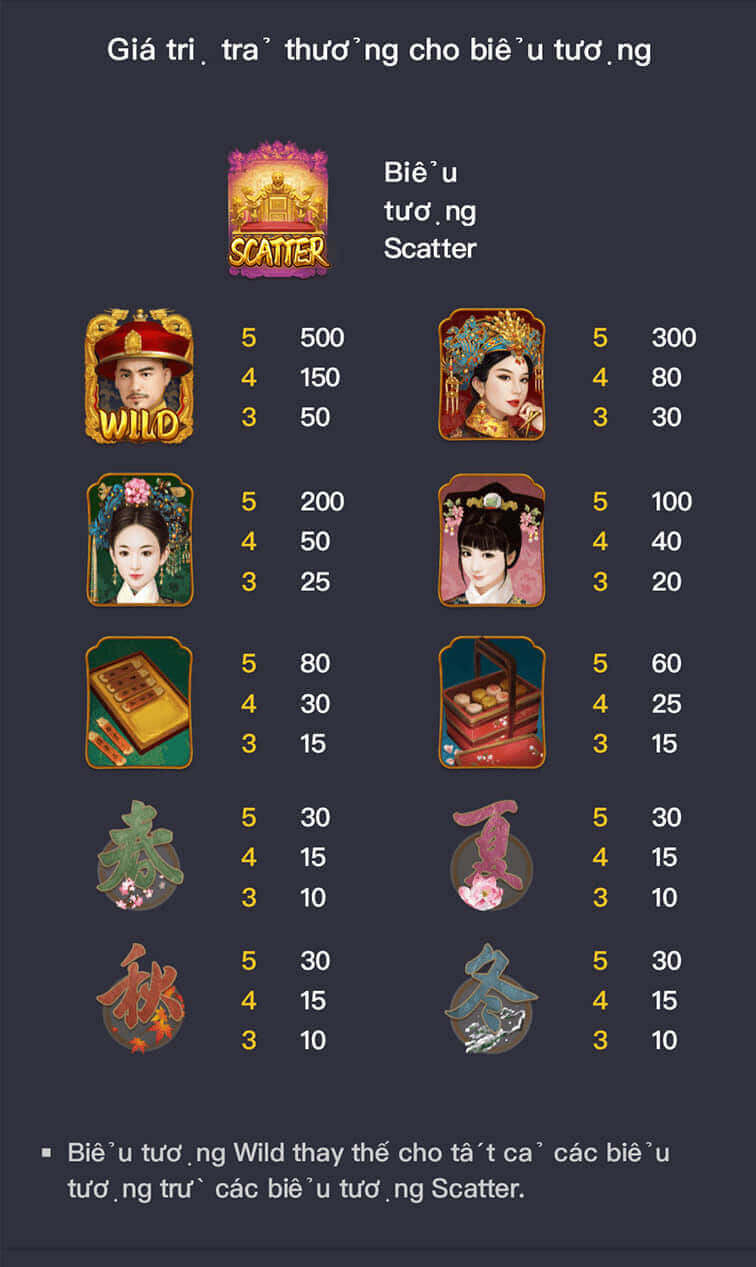 Giá trị trả thưởng cho biểu tượng
SCATTER
Biểu
tượng
Scatter
5 500
4 150
3 50
WILD
5 300
4 80
3 30
5 200
4 50
3 25
5 100
4 40
3 20
5 80
4 30
3 15
5 60
4 25
3 15
春
5 30
4 15
3 10
夏
5 30
4 15
3 10
秋
5 30
4 15
3 10
冬
5 30
4 15
3 10
▪ Biểu tượng Wild thay thế cho tất cả các biểu
tượng trừ các biểu tượng Scatter.